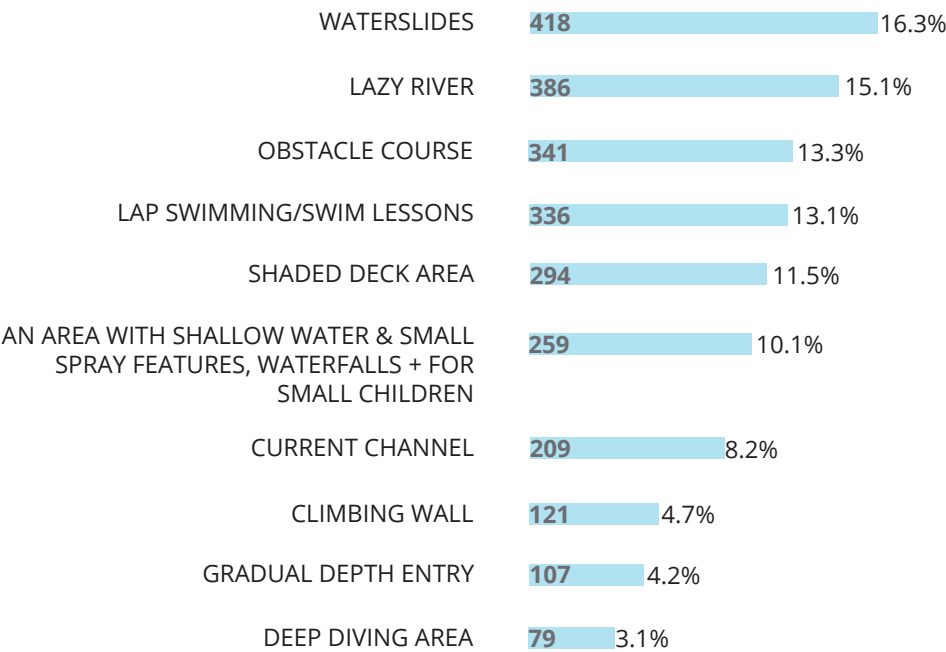 WATERSLIDES 418 16.3%
LAZY RIVER 386 15.1%
OBSTACLE COURSE 341 13.3%
LAP SWIMMING/SWIM LESSONS 336 13.1%
SHADED DECK AREA 294 11.5%
AN AREA WITH SHALLOW WATER & SMALL 259 10.1%
SPRAY FEATURES, WATERFALLS + FOR
SMALL CHILDREN
CURRENT CHANNEL 209 8.2%
CLIMBING WALL 121 4.7%
GRADUAL DEPTH ENTRY 107 4.2%
DEEP DIVING AREA 79 3.1%